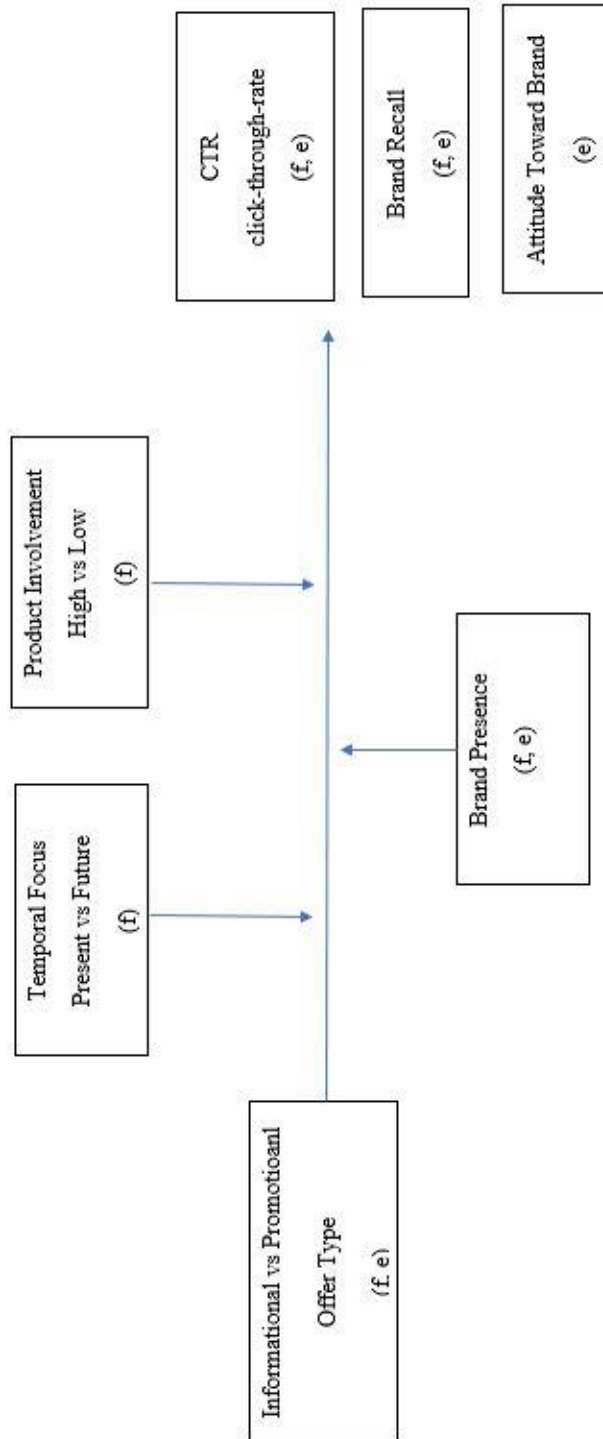 Informational vs Promotioanl
Offer Type
(f, e)
Temporal Focus
Present vs Future
(f)
Product Involvement
High vs Low
(f)
Brand Presence
(f, e)
CTR
click-through-rate
(f, e)
Brand Recall
(f, e)
Attitude Toward Brand
(e)